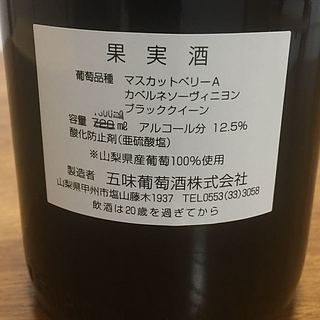 果実酒
葡萄品種 マスカットベリーA
カベルネソーヴィニヨン
ブラッククイーン
1500ml
容量 720 ml アルコール分 12.5%
酸化防止剤(亜硫酸塩)
※山梨県産葡萄100%使用
製造者 五味葡萄酒株式会社
山梨県甲州市塩山藤木1937 TEL0553(33)3058
飲酒は20歳を過ぎてから